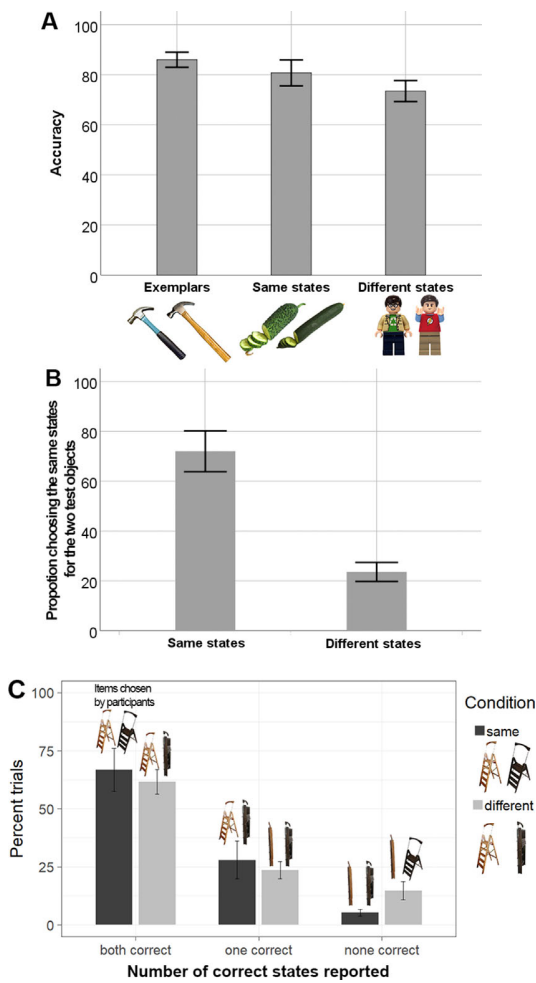 A
100
80
60
40
20
0
Accuracy
Exemplars
Same states
Different states
B
100
80
60
40
20
0
Propotion choosing the same states
for the two test objects
Same states
Different states
C
100
75
50
25
0
Percent trials
Items chosen
by participants
both correct
one correct
none correct
Number of correct states reported
Condition
same
different